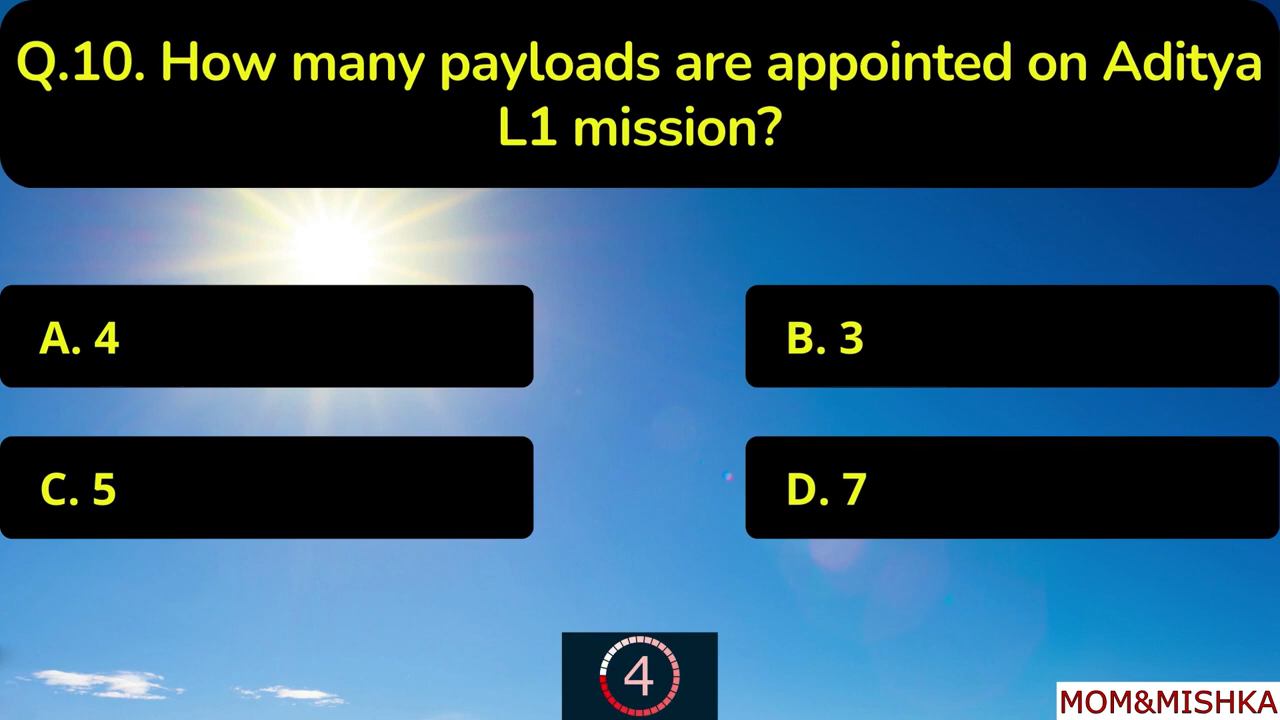 Q.10. How many payloads are appointed on Aditya
L1 mission?
A. 4
B. 3
C. 5
D. 7
4
MOM&MISHKA